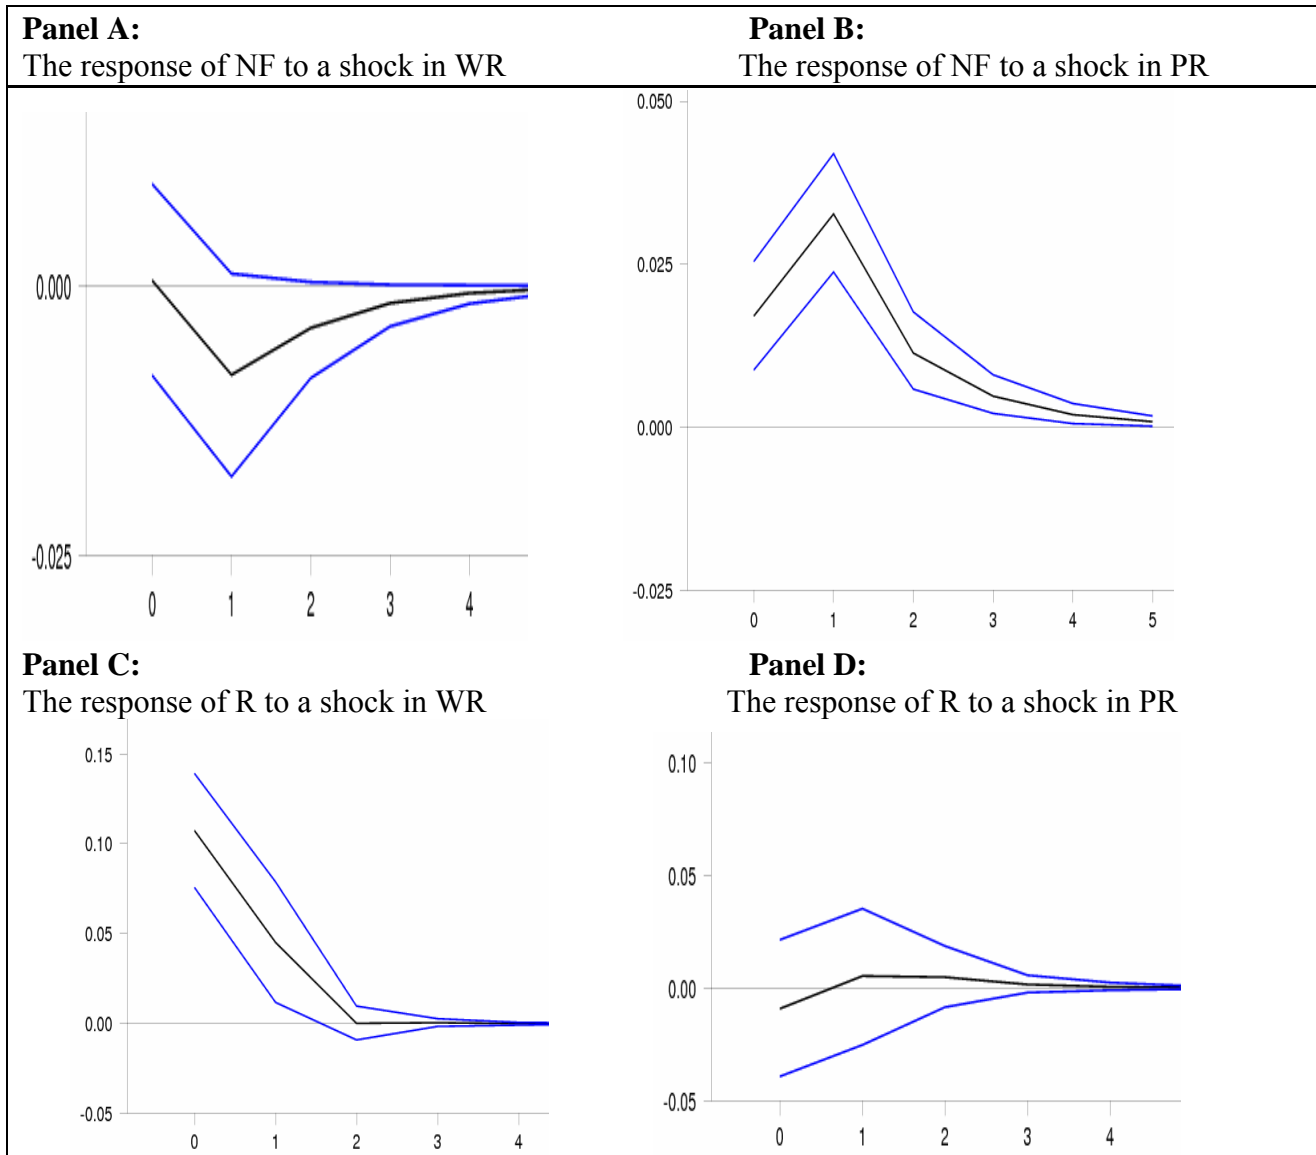 Panel A:
Panel B:
The response of NF to a shock in WR
The response of NF to a shock in PR
0.000
-0.025
0 1 2 3 4
0.050
0.025
0.000
-0.025
0 1 2 3 4 5
Panel C:
Panel D:
The response of R to a shock in WR
The response of R to a shock in PR
0.15
0.10
0.05
0.00
-0.05
0 1 2 3 4
0.10
0.05
0.00
-0.05
0 1 2 3 4